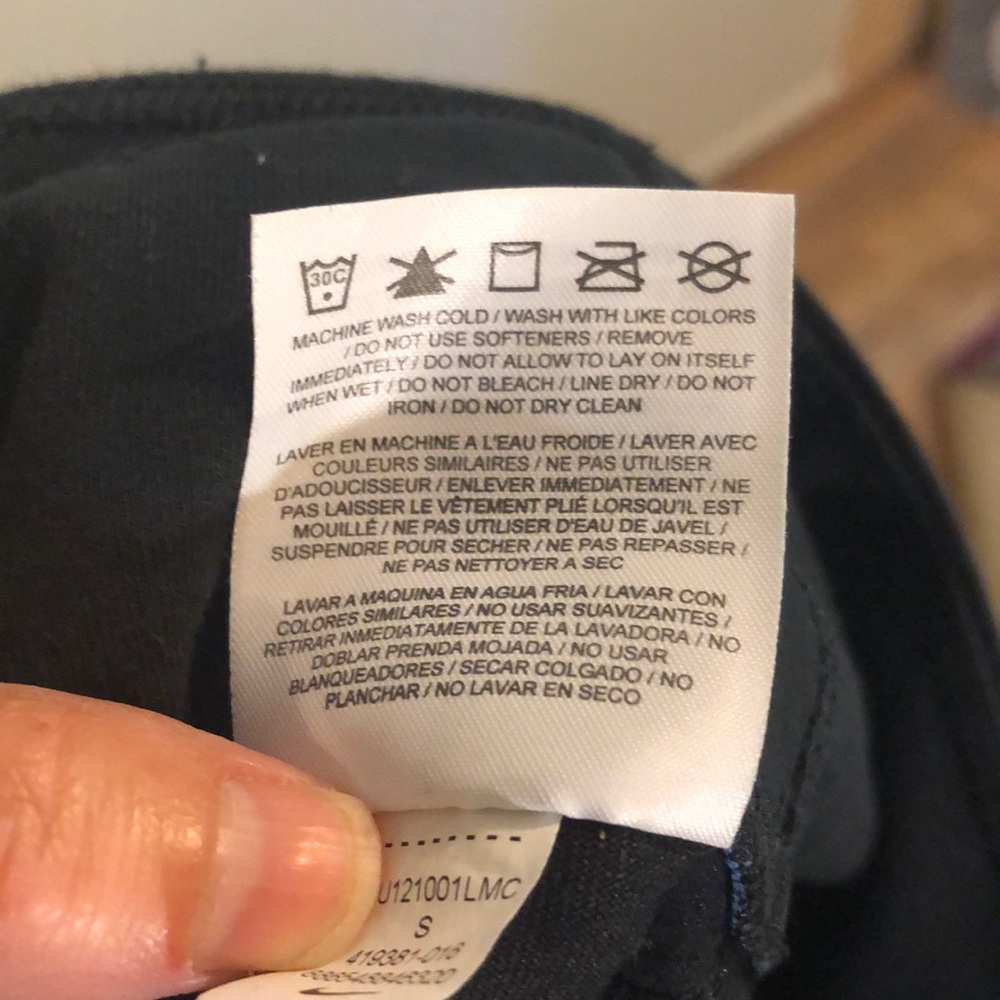 30C
MACHINE WASH COLD / WASH WITH LIKE COLORS
/ DO NOT USE SOFTENERS / REMOVE
IMMEDIATELY / DO NOT ALLOW TO LAY ON ITSELF
WHEN WET / DO NOT BLEACH / LINE DRY / DO NOT
IRON / DO NOT DRY CLEAN
LAVER EN MACHINE A L'EAU FROIDE / LAVER AVEC
COULEURS SIMILAIRES / NE PAS UTILISER
D'ADOUCISSEUR / ENLEVER IMMEDIATEMENT / NE
PAS LAISSER LE VÊTEMENT PLIÉ LORSQU'IL EST
MOUILLÉ / NE PAS UTILISER D'EAU DE JAVEL /
SUSPENDRE POUR SECHER / NE PAS REPASSER /
NE PAS NETTOYER A SEC
LAVAR A MAQUINA EN AGUA FRIA / LAVAR CON
COLORES SIMILARES / NO USAR SUAVIZANTES /
RETIRAR INMEDIATAMENTE DE LA LAVADORA / NO
DOBLAR PRENDA MOJADA / NO USAR
BLANQUEADORES / SECAR COLGADO / NO
PLANCHAR / NO LAVAR EN SECO
U121001LMC
S
419381-016